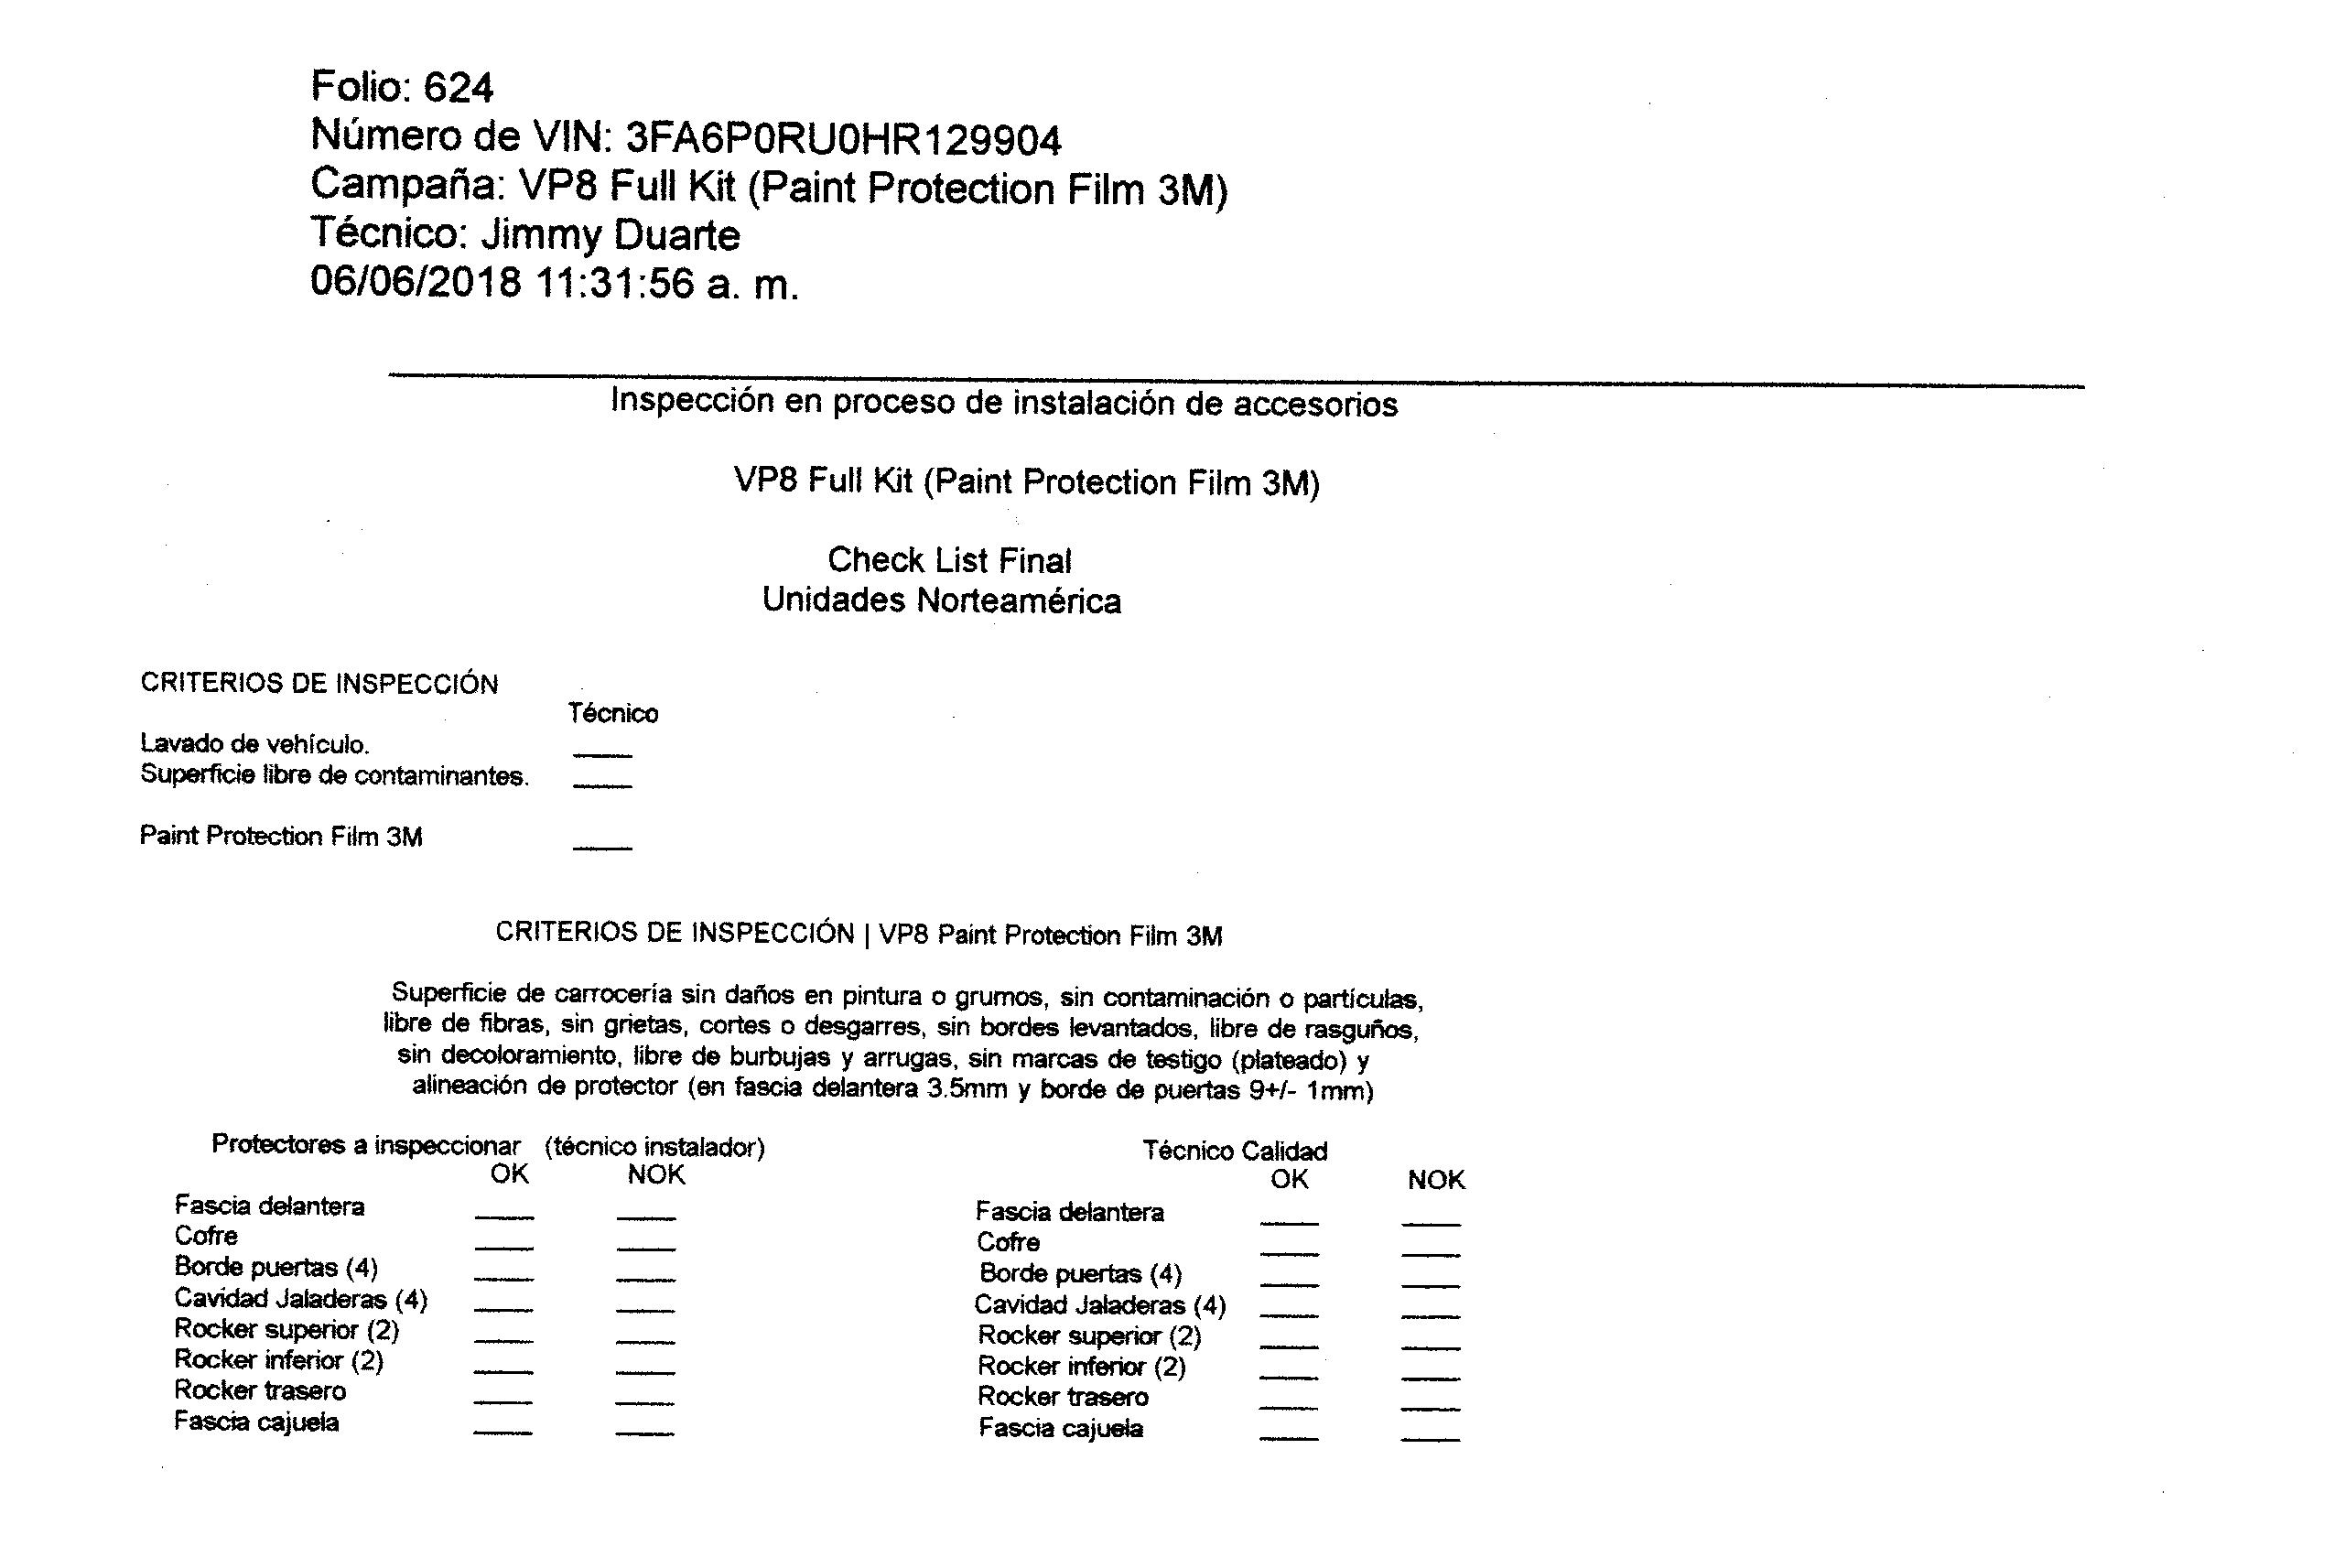 Folio: 624
Número de VIN: 3FA6P0RU0HR129904
Campaña: VP8 Full Kit (Paint Protection Film 3M)
Técnico: Jimmy Duarte
06/06/2018 11:31:56 a. m.
Inspección en proceso de instalación de accesorios
VP8 Full Kit (Paint Protection Film 3M)
Check List Final
Unidades Norteamérica
CRITERIOS DE INSPECCIÓN
Técnico
Lavado de vehículo. ____
Superficie libre de contaminantes. ____
Paint Protection Film 3M ____
CRITERIOS DE INSPECCIÓN | VP8 Paint Protection Film 3M
Superficie de carrocería sin daños en pintura o grumos, sin contaminación o partículas,
libre de fibras, sin grietas, cortes o desgarres, sin bordes levantados, libre de rasguños,
sin decoloramiento, libre de burbujas y arrugas, sin marcas de testigo (plateado) y
alineación de protector (en fascia delantera 3.5mm y borde de puertas 9+/- 1mm)
Protectores a inspeccionar (técnico instalador)
OK NOK
Fascia delantera ____ ____
Cofre ____ ____
Borde puertas (4) ____ ____
Cavidad Jaladeras (4) ____ ____
Rocker superior (2) ____ ____
Rocker inferior (2) ____ ____
Rocker trasero ____ ____
Fascia cajuela ____ ____
Técnico Calidad
OK NOK
Fascia delantera ____ ____
Cofre ____ ____
Borde puertas (4) ____ ____
Cavidad Jaladeras (4) ____ ____
Rocker superior (2) ____ ____
Rocker inferior (2) ____ ____
Rocker trasero ____ ____
Fascia cajuela ____ ____